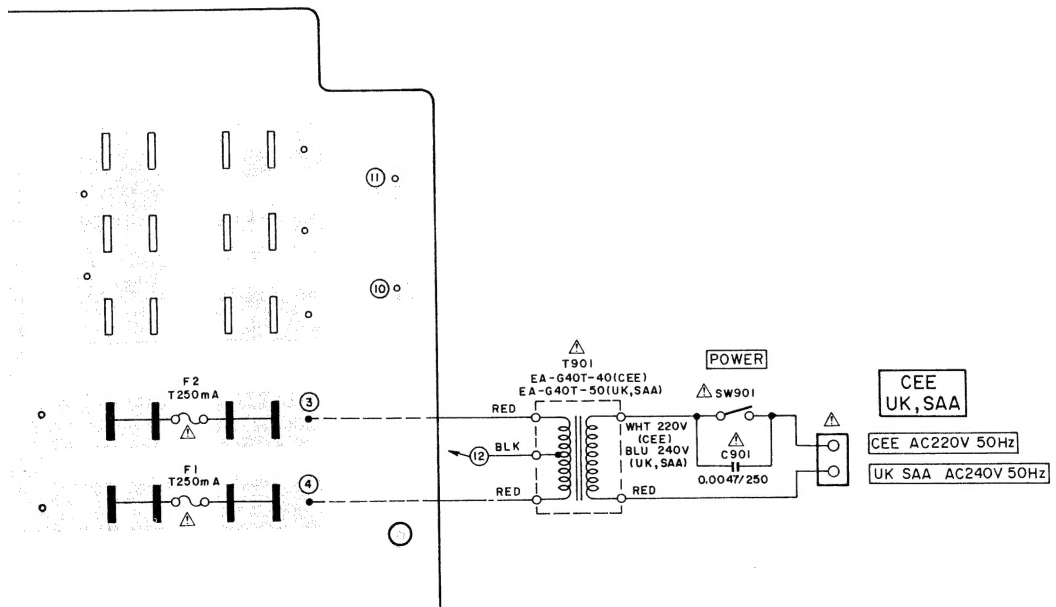 11
10
F2
T250mA
3
F1
T250mA
4
T901
EA-G40T-40(CEE)
EA-G40T-50(UK,SAA)
RED
12 BLK
RED
WHT 220V
(CEE)
BLU 240V
(UK,SAA)
RED
POWER
SW901
C901
0.0047/250
CEE
UK,SAA
CEE AC220V 50Hz
UK SAA AC240V 50Hz